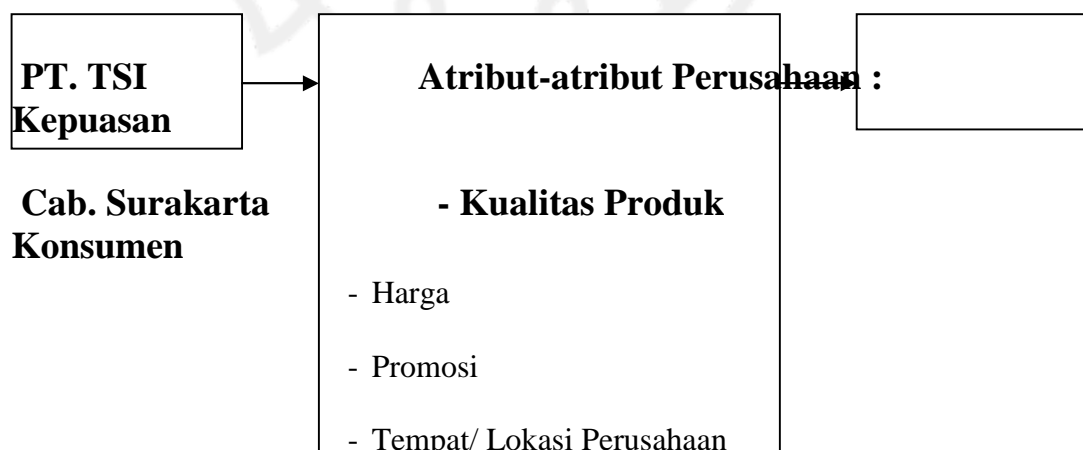 PT. TSI Atribut-atribut Perusahaan :
Kepuasan
Cab. Surakarta - Kualitas Produk
Konsumen
- Harga
- Promosi
- Tempat/ Lokasi Perusahaan